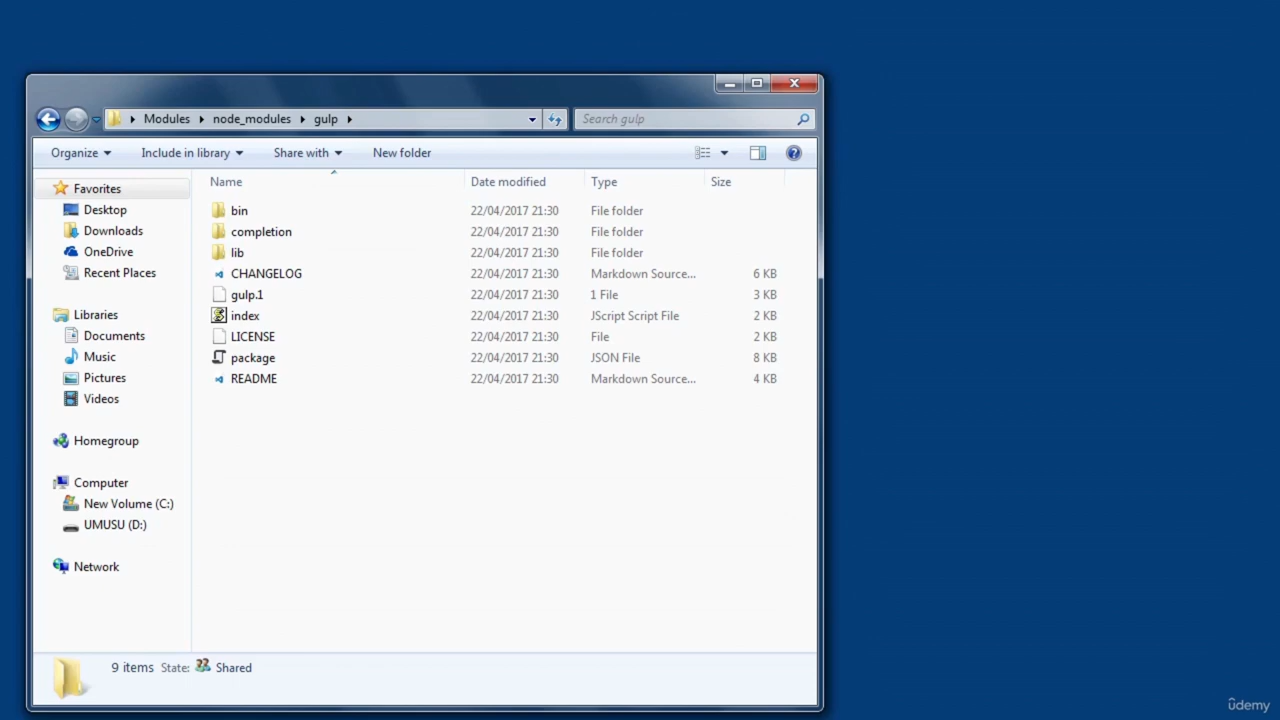 Modules node_modules gulp Search gulp
Organize Include in library Share with New folder
Name Date modified Type Size
Favorites
Desktop
Downloads
OneDrive
Recent Places
Libraries
Documents
Music
Pictures
Videos
Homegroup
Computer
New Volume (C:)
UMUSU (D:)
Network
bin 22/04/2017 21:30 File folder
completion 22/04/2017 21:30 File folder
lib 22/04/2017 21:30 File folder
CHANGELOG 22/04/2017 21:30 Markdown Source... 6 KB
gulp.1 22/04/2017 21:30 1 File 3 KB
index 22/04/2017 21:30 JScript Script File 2 KB
LICENSE 22/04/2017 21:30 File 2 KB
package 22/04/2017 21:30 JSON File 8 KB
README 22/04/2017 21:30 Markdown Source... 4 KB
9 items State: Shared
ûdemy